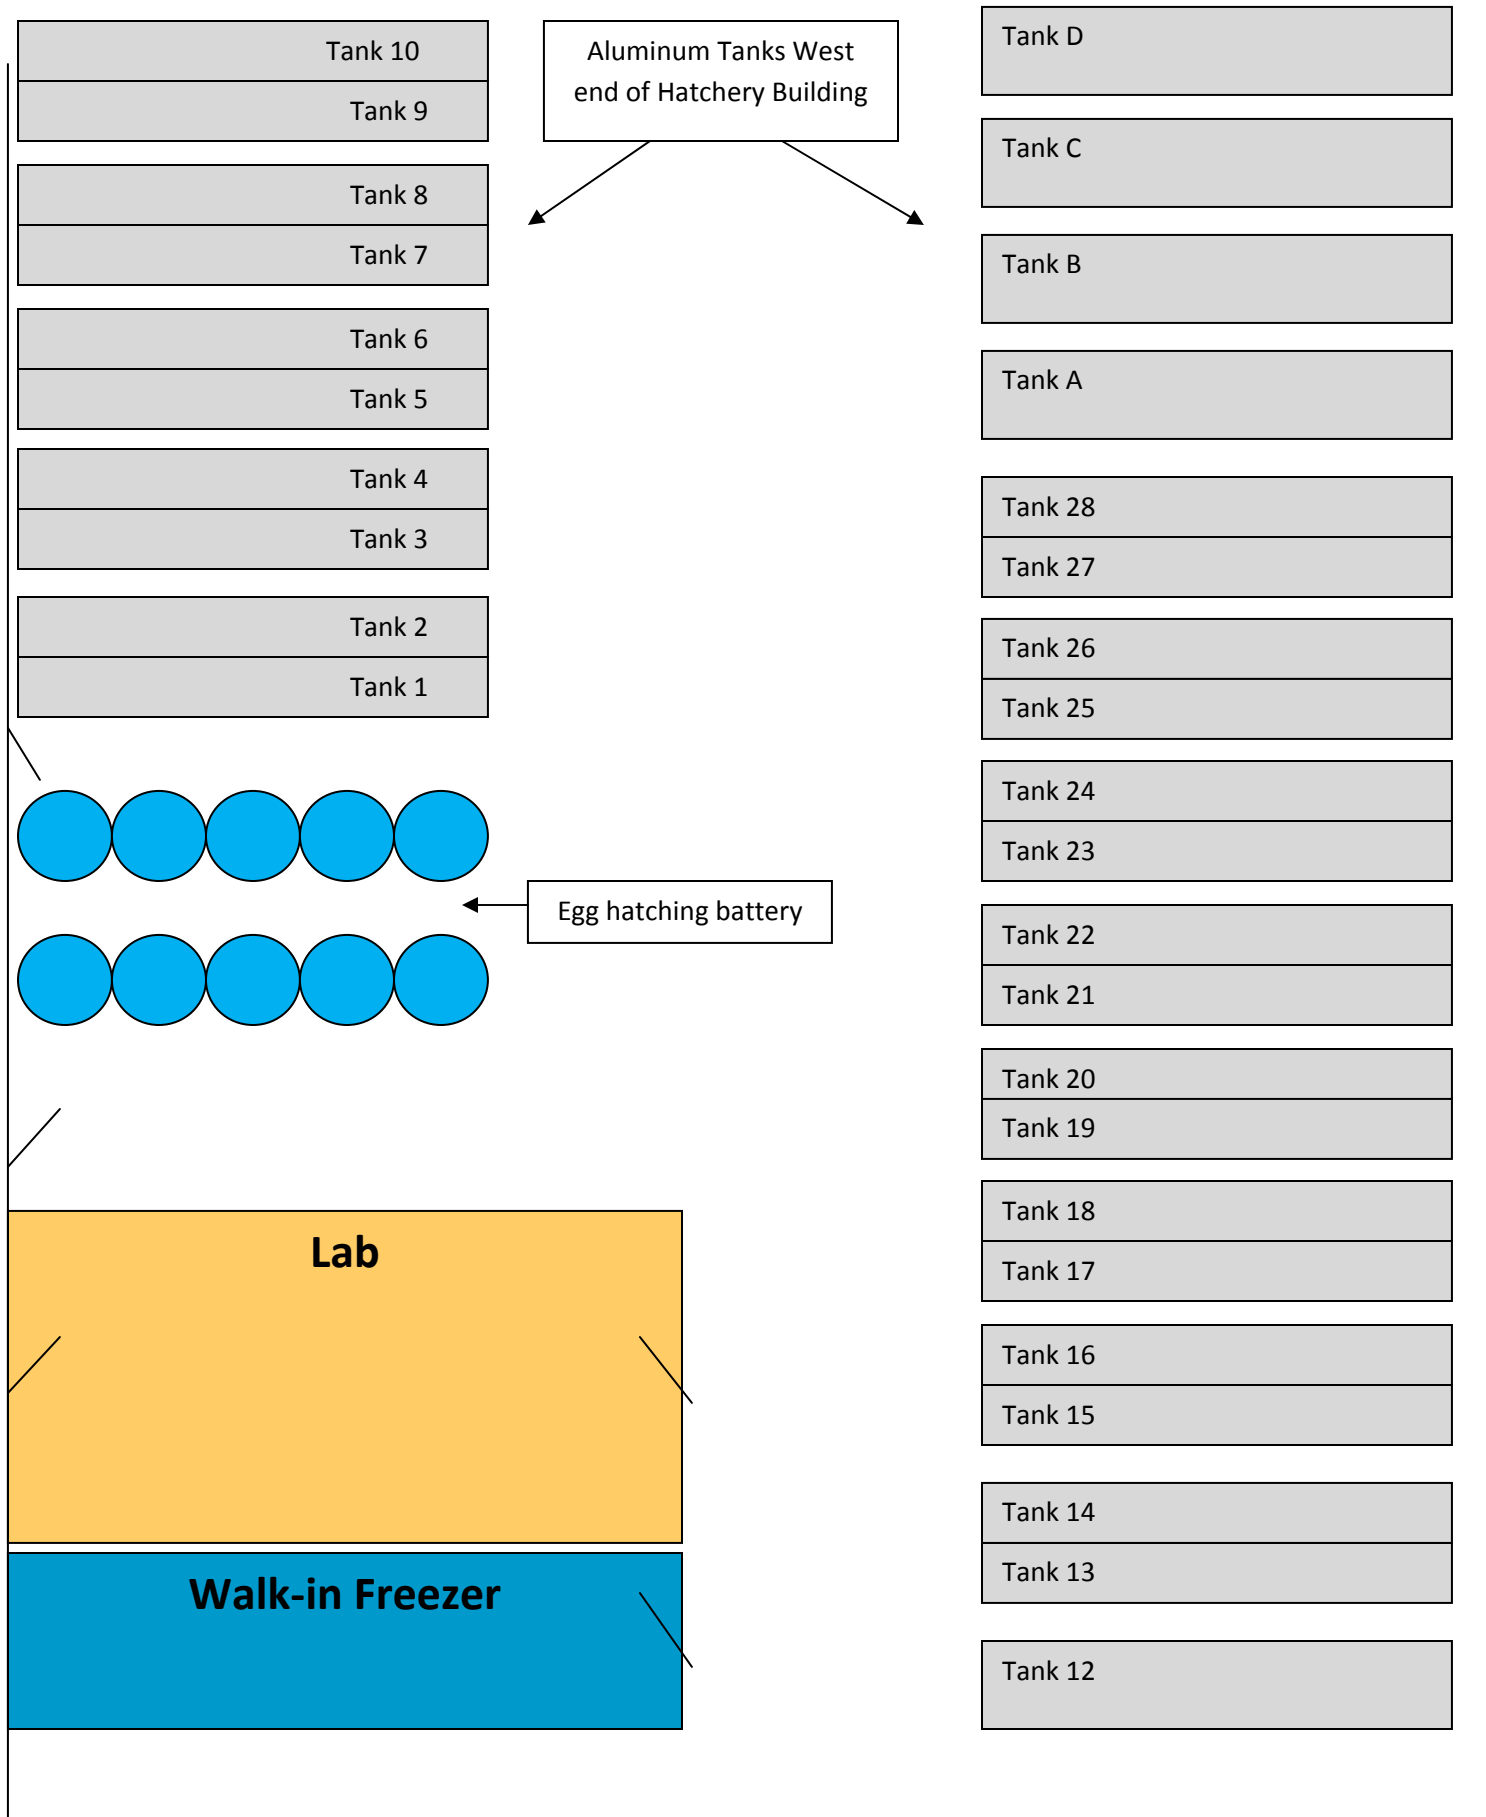 Tank 10
Tank 9
Tank 8
Tank 7
Tank 6
Tank 5
Tank 4
Tank 3
Tank 2
Tank 1
Aluminum Tanks West
end of Hatchery Building
Egg hatching battery
Lab
Walk-in Freezer
Tank D
Tank C
Tank B
Tank A
Tank 28
Tank 27
Tank 26
Tank 25
Tank 24
Tank 23
Tank 22
Tank 21
Tank 20
Tank 19
Tank 18
Tank 17
Tank 16
Tank 15
Tank 14
Tank 13
Tank 12